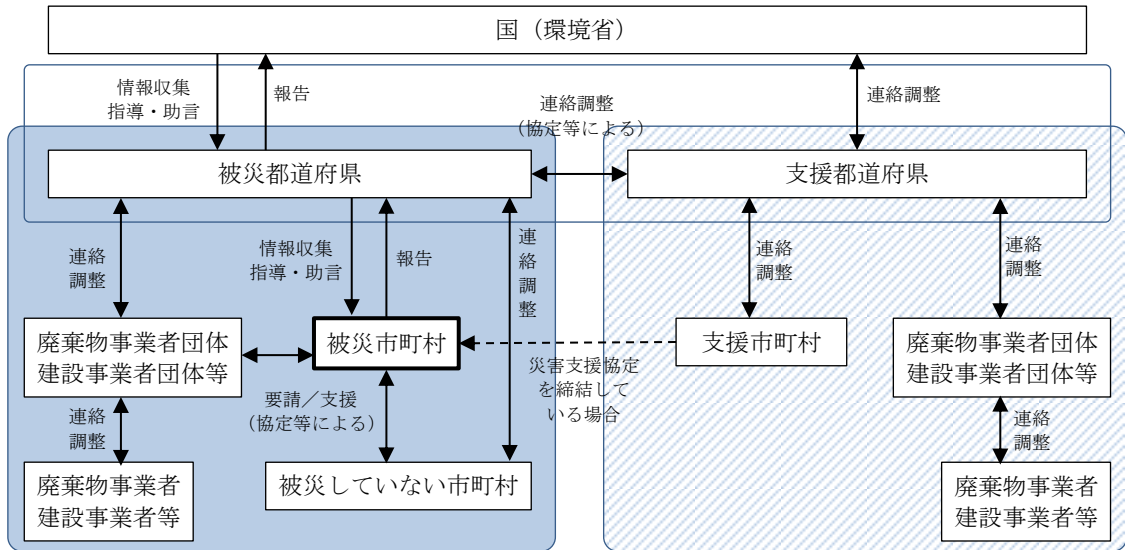 国（環境省）
情報収集
指導・助言
報告
連絡調整
（協定等による）
連絡調整
被災都道府県
支援都道府県
連絡
調整
情報収集
指導・助言
報告
連
絡
調
整
連絡
調整
連絡
調整
廃棄物事業者団体
建設事業者団体等
被災市町村
支援市町村
廃棄物事業者団体
建設事業者団体等
災害支援協定
を締結して
いる場合
連絡
調整
要請／支援
（協定等による）
連絡
調整
廃棄物事業者
建設事業者等
被災していない市町村
廃棄物事業者
建設事業者等